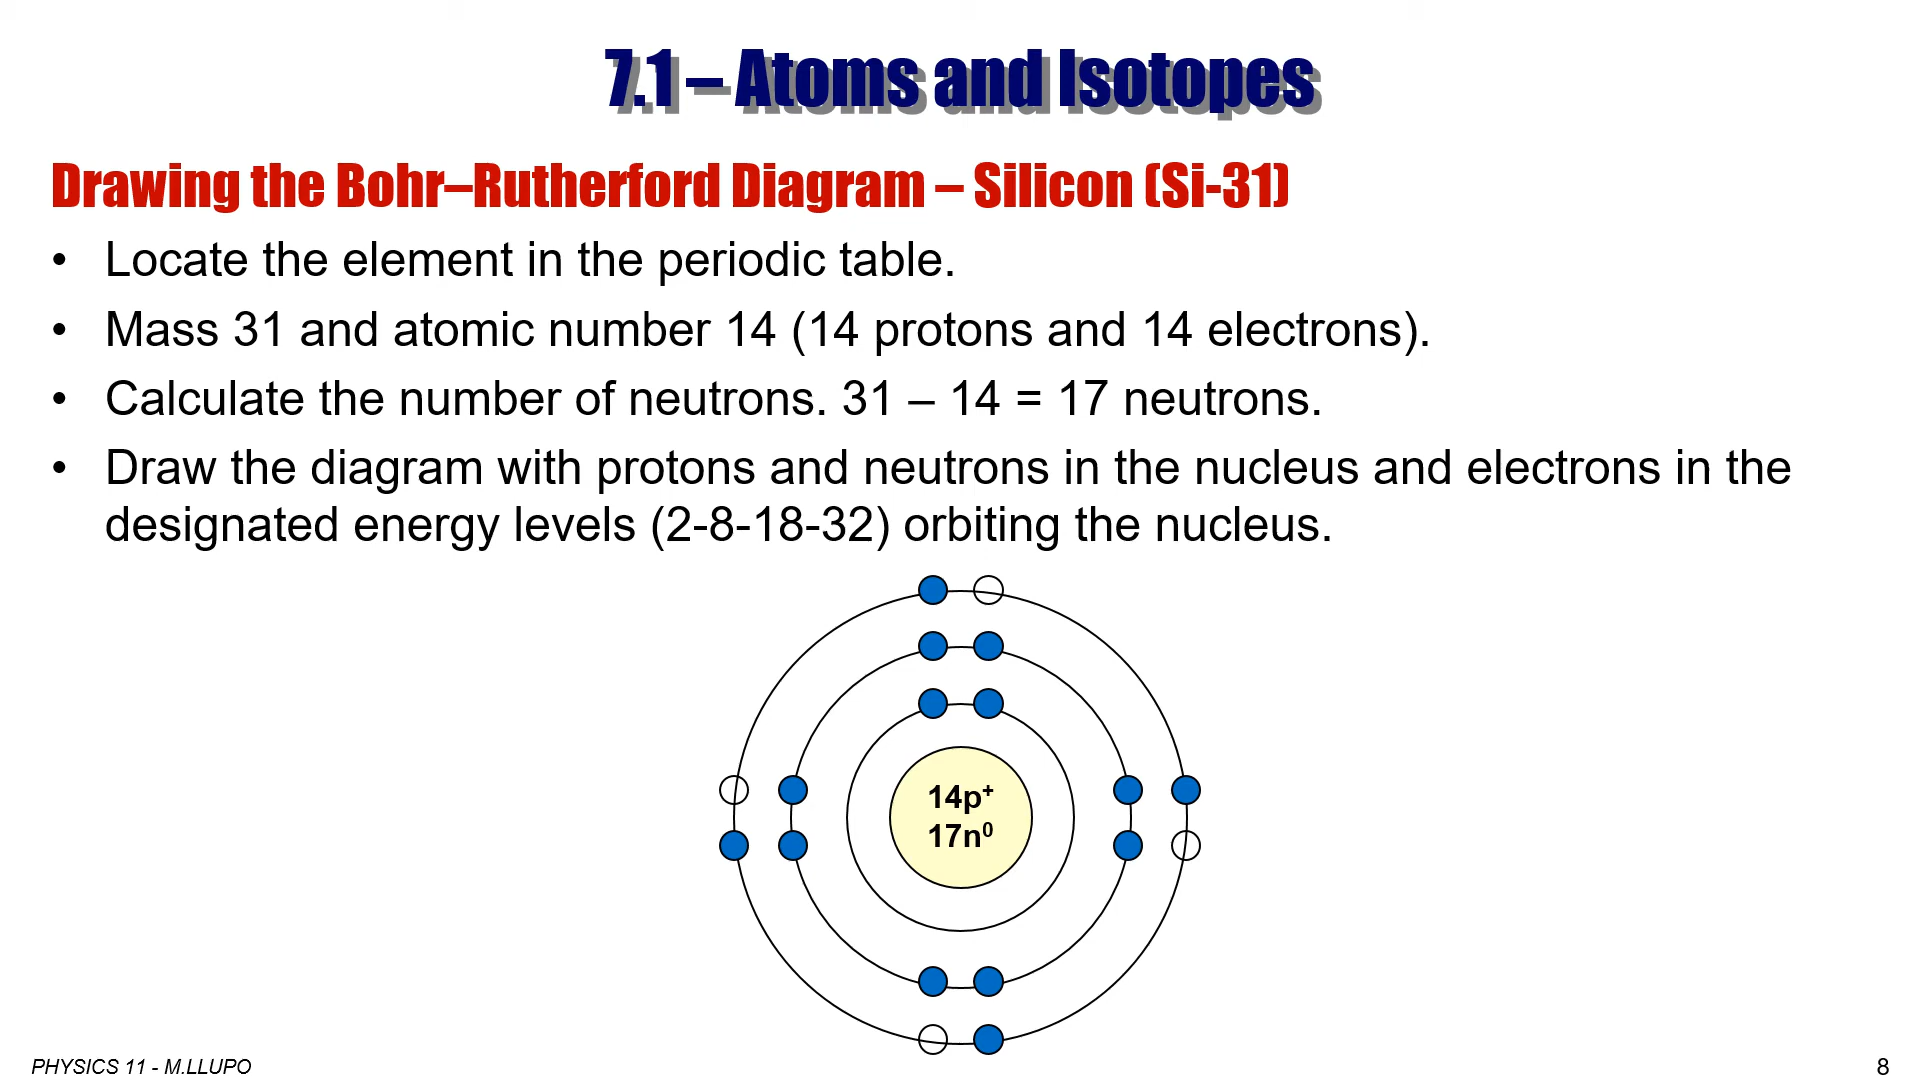 7.1 – Atoms and Isotopes
Drawing the Bohr–Rutherford Diagram – Silicon (Si-31)
• Locate the element in the periodic table.
• Mass 31 and atomic number 14 (14 protons and 14 electrons).
• Calculate the number of neutrons. 31 – 14 = 17 neutrons.
• Draw the diagram with protons and neutrons in the nucleus and electrons in the
designated energy levels (2-8-18-32) orbiting the nucleus.
14p⁺
17n⁰
PHYSICS 11 - M.LLUPO
8